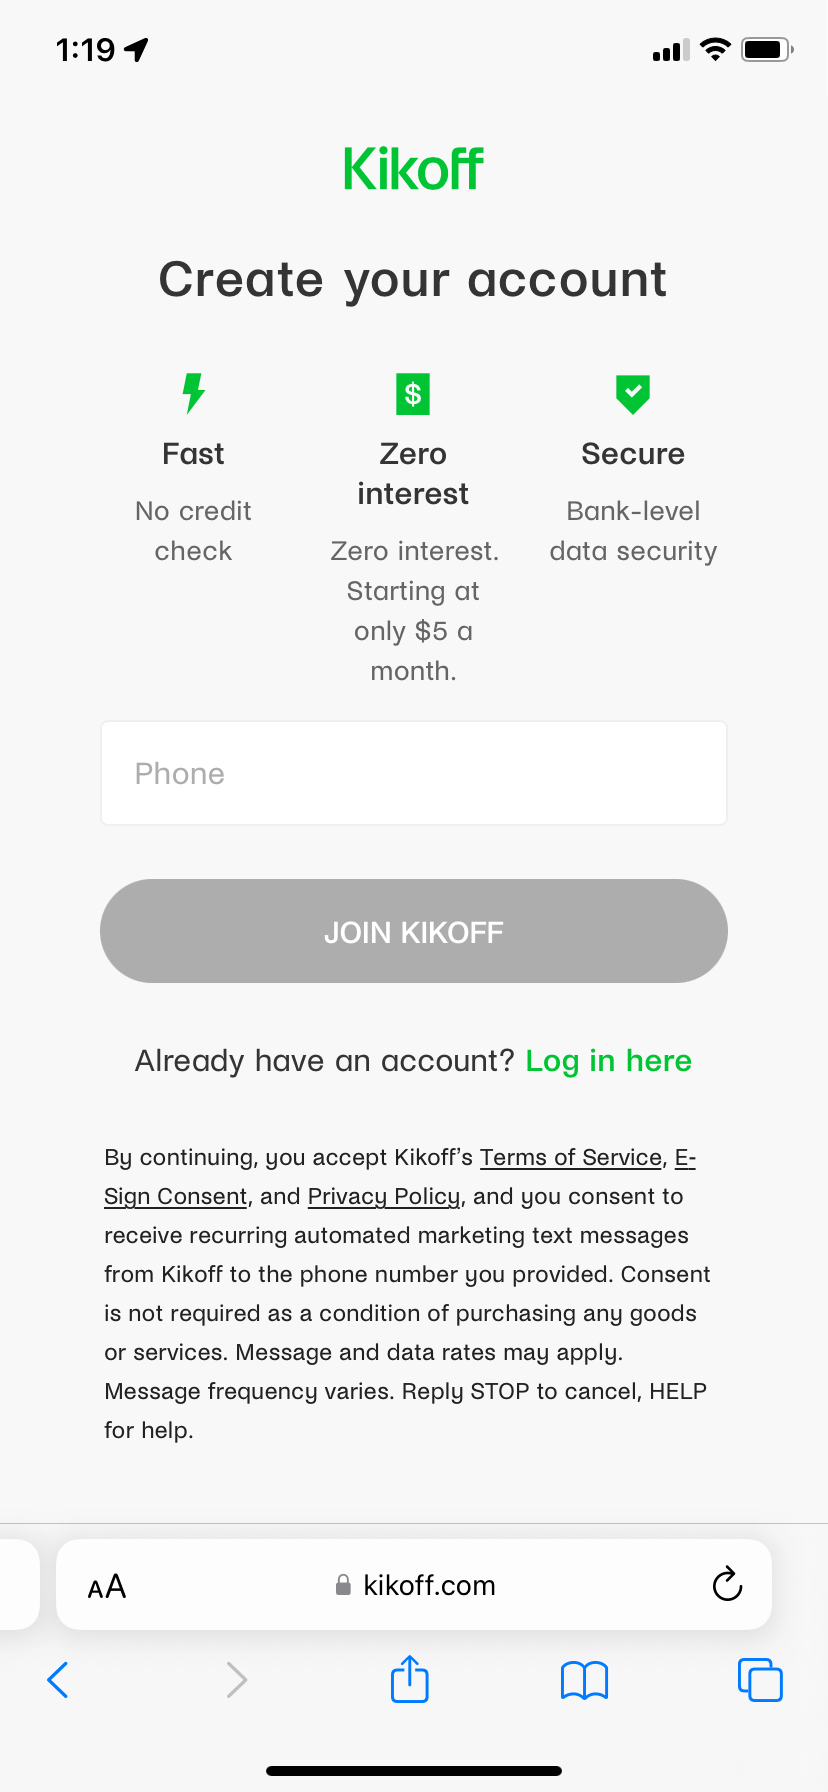 1:19
Kikoff
Create your account
$
Fast
No credit
check
Zero
interest
Zero interest.
Starting at
only $5 a
month.
Secure
Bank-level
data security
Phone
JOIN KIKOFF
Already have an account? Log in here
By continuing, you accept Kikoff’s Terms of Service, E-
Sign Consent, and Privacy Policy, and you consent to
receive recurring automated marketing text messages
from Kikoff to the phone number you provided. Consent
is not required as a condition of purchasing any goods
or services. Message and data rates may apply.
Message frequency varies. Reply STOP to cancel, HELP
for help.
AA
kikoff.com